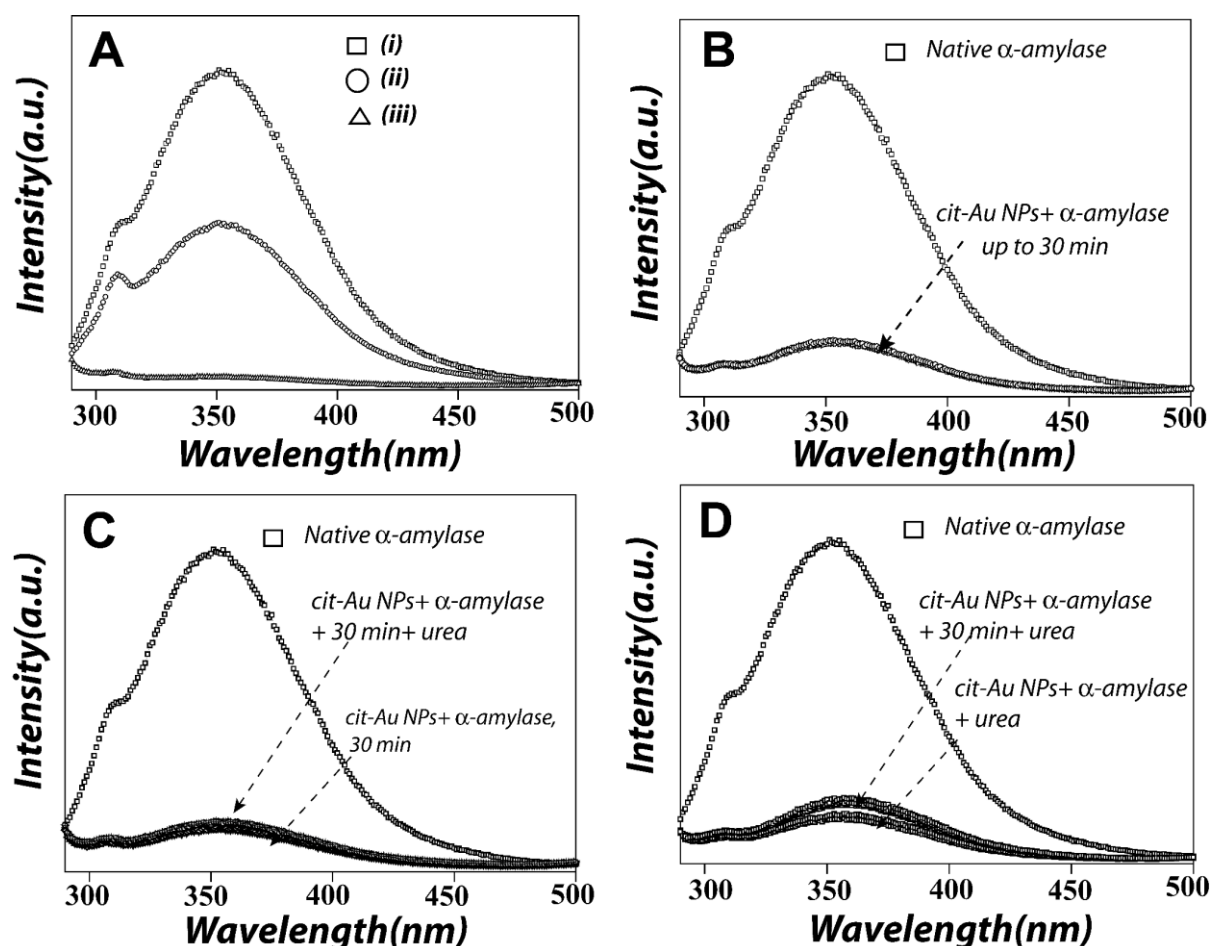 A
(i)
(ii)
(iii)
Intensity(a.u.)
300 350 400 450 500
Wavelength(nm)
B
Native α-amylase
cit-Au NPs+ α-amylase
up to 30 min
Intensity(a.u.)
300 350 400 450 500
Wavelength(nm)
C
Native α-amylase
cit-Au NPs+ α-amylase
+ 30 min+ urea
cit-Au NPs+ α-amylase,
30 min
Intensity(a.u.)
300 350 400 450 500
Wavelength(nm)
D
Native α-amylase
cit-Au NPs+ α-amylase
+ 30 min+ urea
cit-Au NPs+ α-amylase
+ urea
Intensity(a.u.)
300 350 400 450 500
Wavelength(nm)